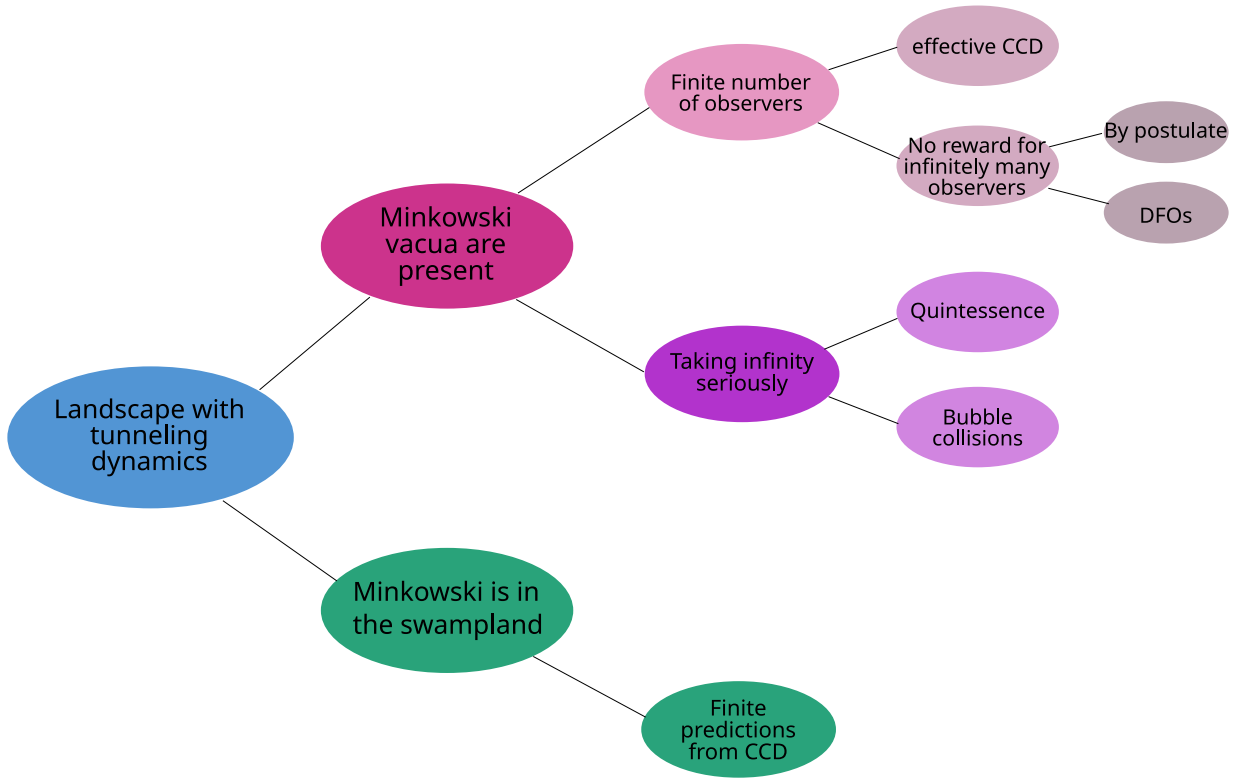 effective CCD
Finite number
of observers
By postulate
No reward for
infinitely many
observers
DFOs
Minkowski
vacua are
present
Quintessence
Taking infinity
seriously
Bubble
collisions
Landscape with
tunneling
dynamics
Minkowski is in
the swampland
Finite
predictions
from CCD